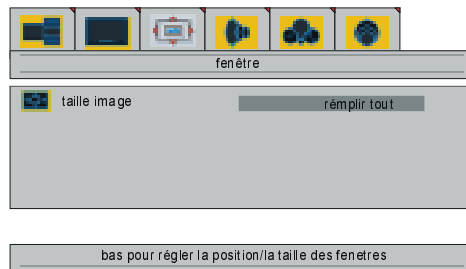 fenêtre
taille image
rémplir tout
bas pour régler la position/la taille des fenetres